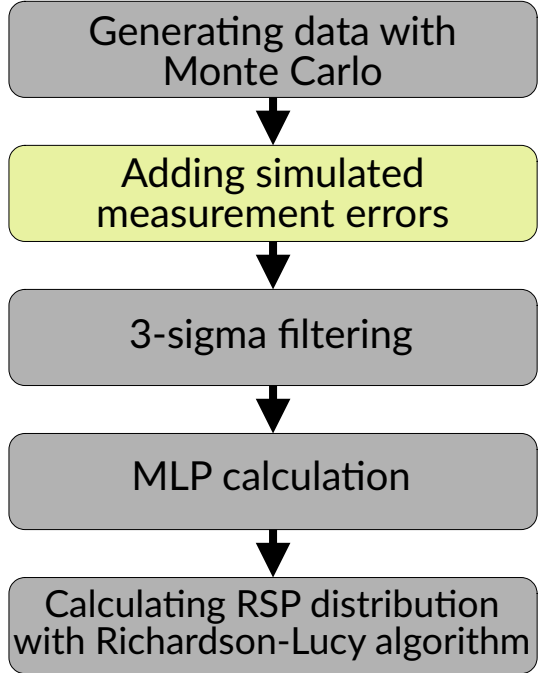 Generating data with
Monte Carlo
Adding simulated
measurement errors
3-sigma filtering
MLP calculation
Calculating RSP distribution
with Richardson-Lucy algorithm